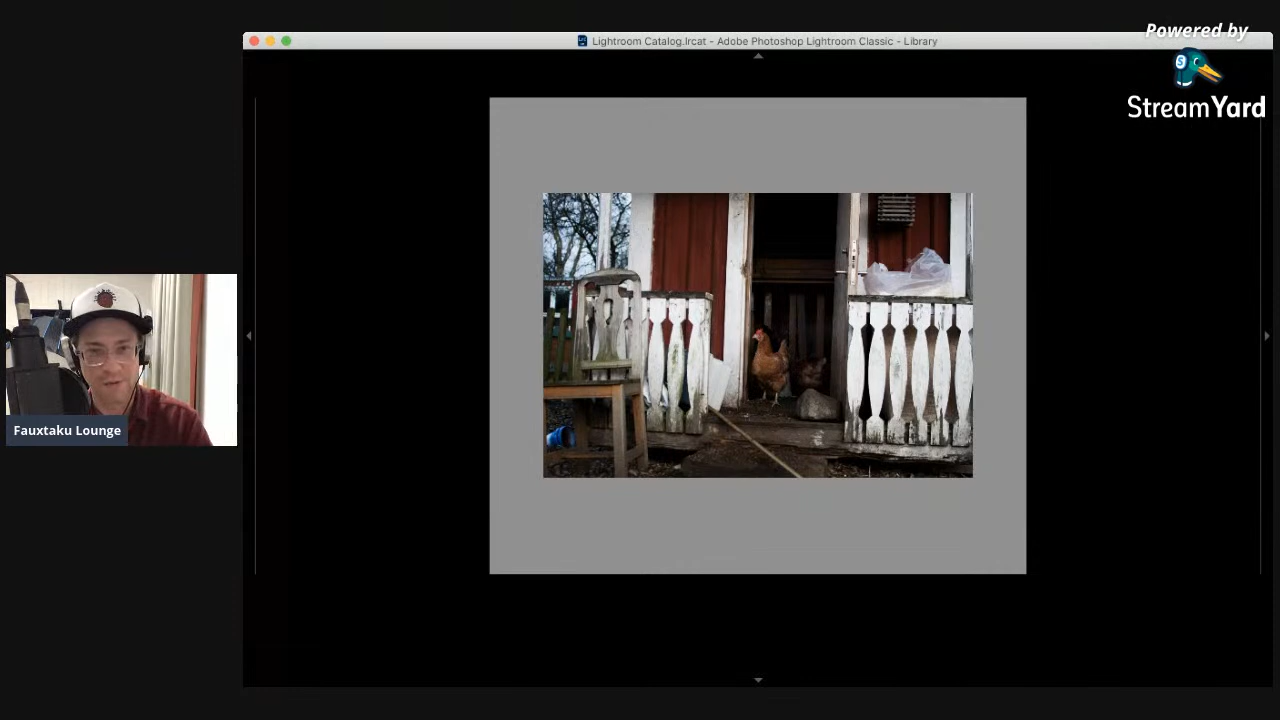 Lightroom Catalog.lrcat - Adobe Photoshop Lightroom Classic - Library
Powered by
StreamYard
Fauxtaku Lounge